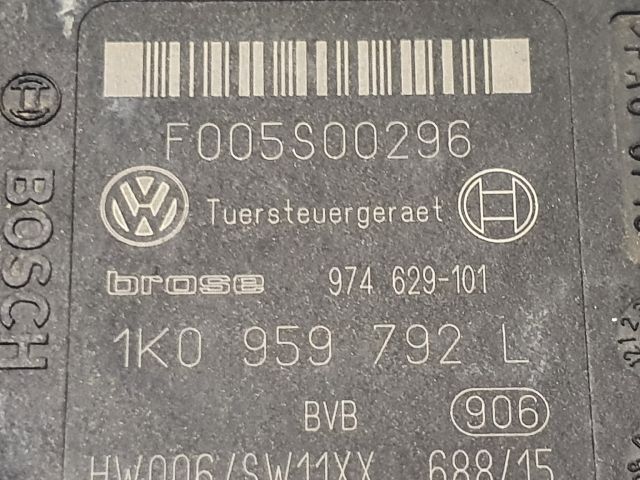 F005S00296
Tuersteuergeraet
brose 974 629-101
1K0 959 792 L
BVB 906
HW006/SW11XX 688/15
BOSCH